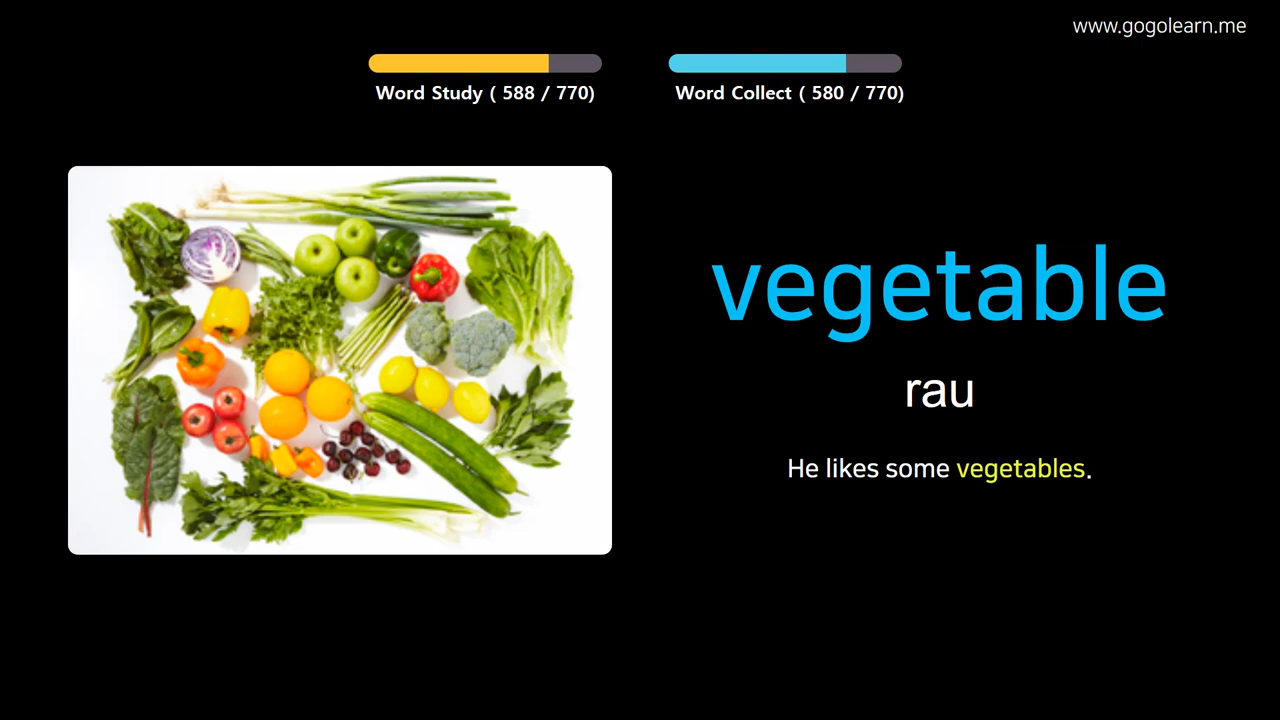 www.gogolearn.me
Word Study ( 588 / 770)
Word Collect ( 580 / 770)
vegetable
rau
He likes some vegetables.